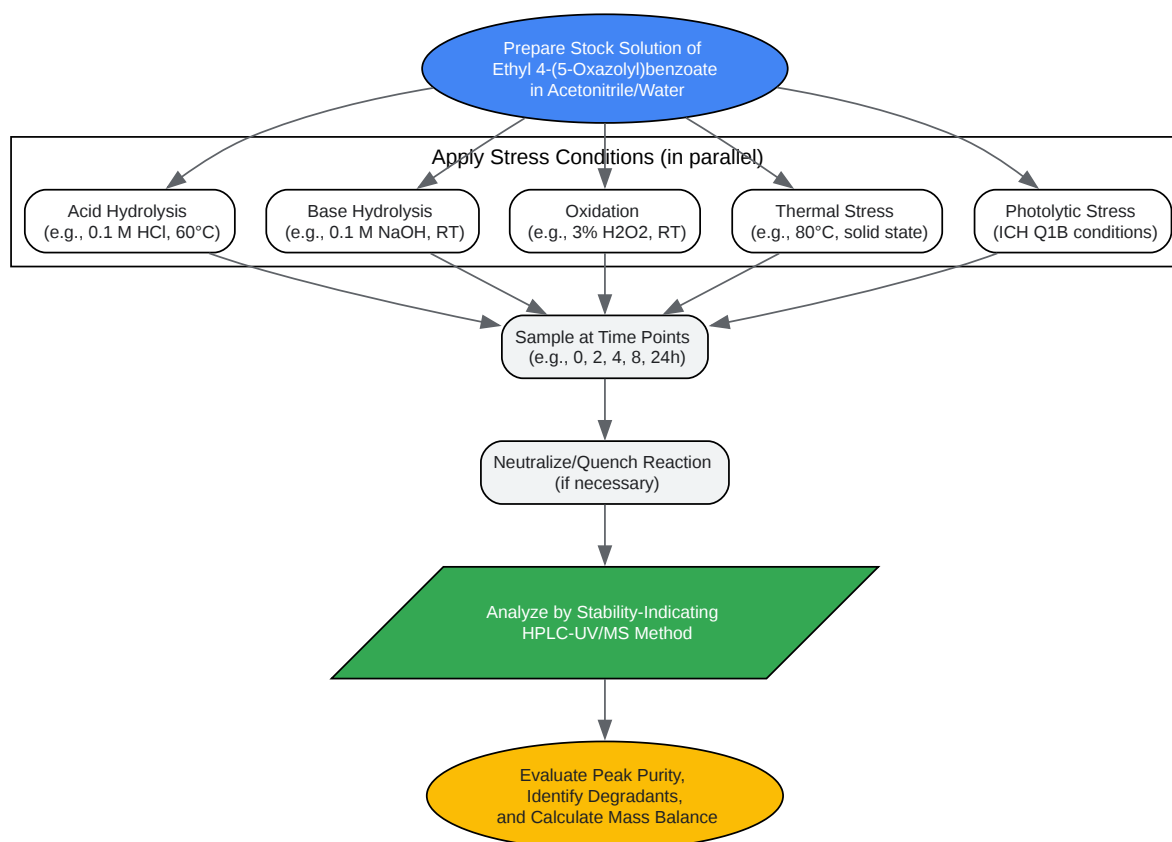 Prepare Stock Solution of
Ethyl 4-(5-Oxazolyl)benzoate
in Acetonitrile/Water
Apply Stress Conditions (in parallel)
Acid Hydrolysis
(e.g., 0.1 M HCl, 60°C)
Base Hydrolysis
(e.g., 0.1 M NaOH, RT)
Oxidation
(e.g., 3% H2O2, RT)
Thermal Stress
(e.g., 80°C, solid state)
Photolytic Stress
(ICH Q1B conditions)
Sample at Time Points
(e.g., 0, 2, 4, 8, 24h)
Neutralize/Quench Reaction
(if necessary)
Analyze by Stability-Indicating
HPLC-UV/MS Method
Evaluate Peak Purity,
Identify Degradants,
and Calculate Mass Balance